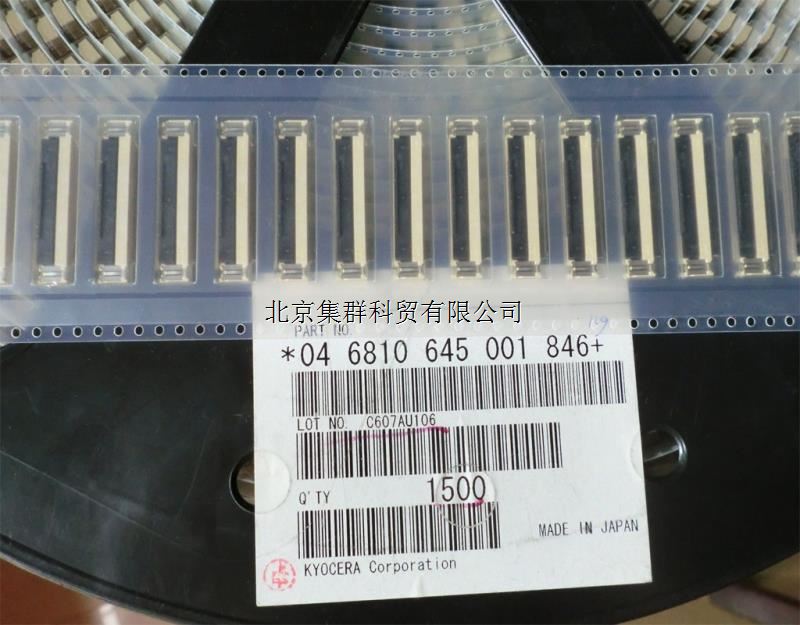 北京集群科贸有限公司
PART NO.
*04 6810 645 001 846+
LOT NO. C607AU106
Q'TY 1500
MADE IN JAPAN
KYOCERA Corporation